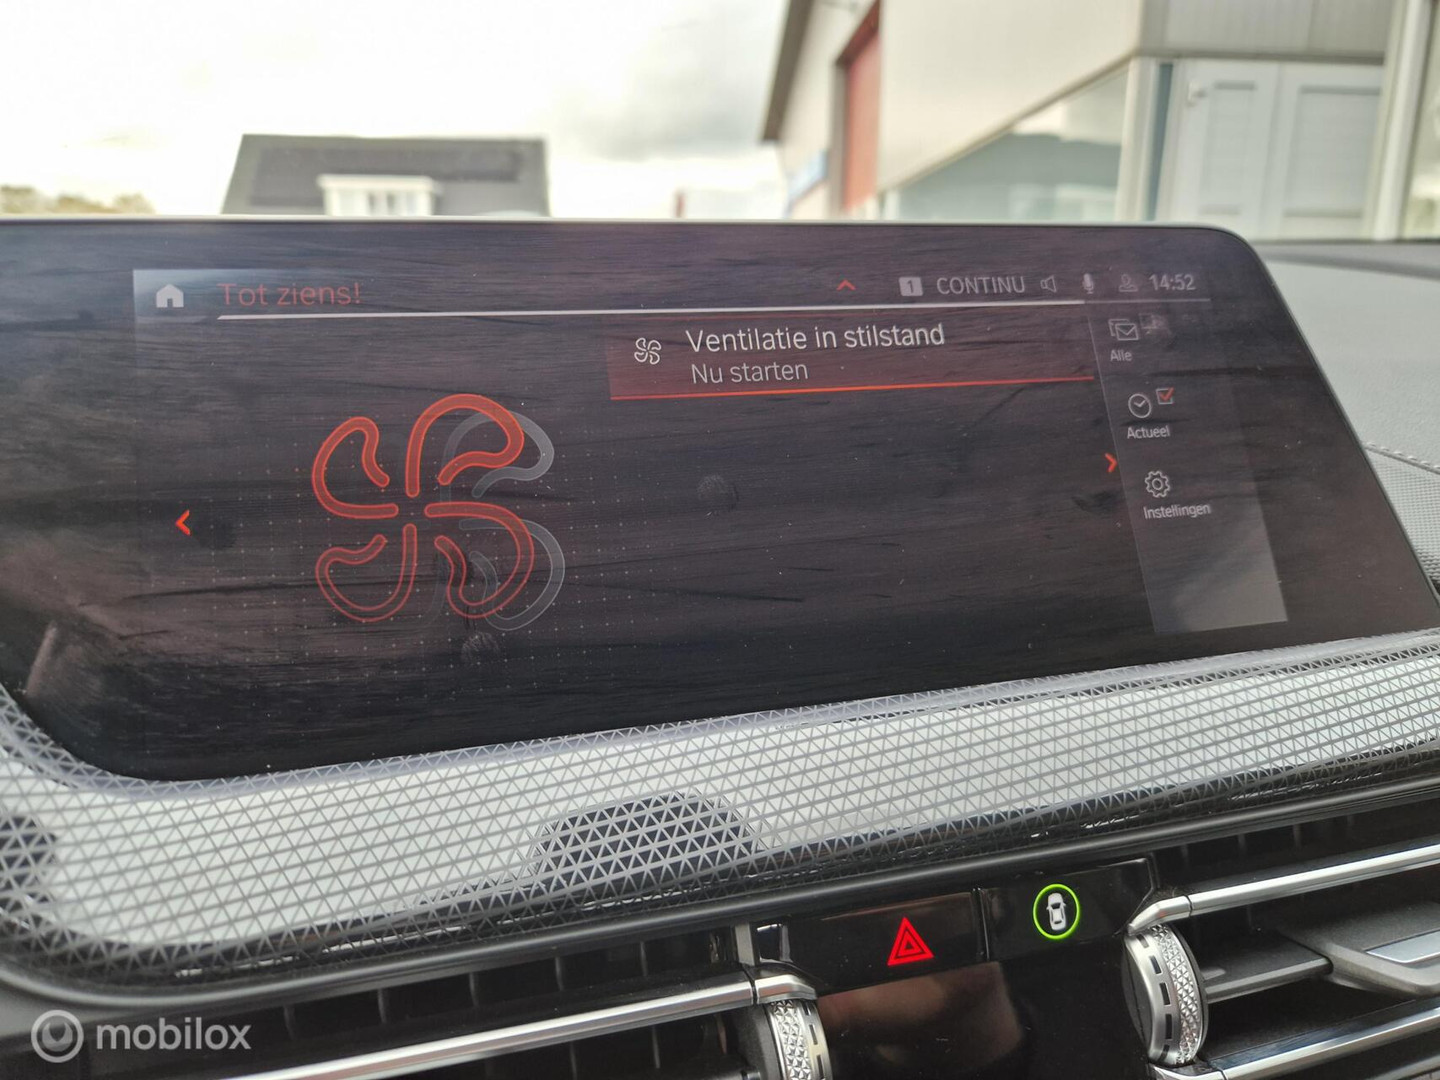 Tot ziens!
1 CONTINU 14:52
Ventilatie in stilstand
Nu starten
Alle
Actueel
Instellingen
mobilox